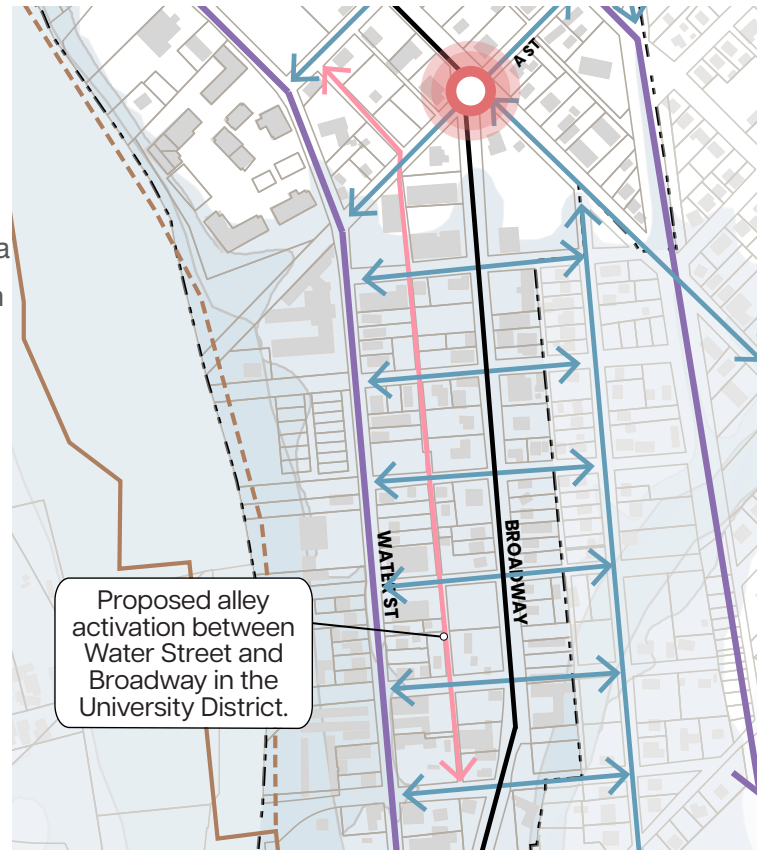 A ST
a
n
WATER ST
BROADWAY
Proposed alley
activation between
Water Street and
Broadway in the
University District.